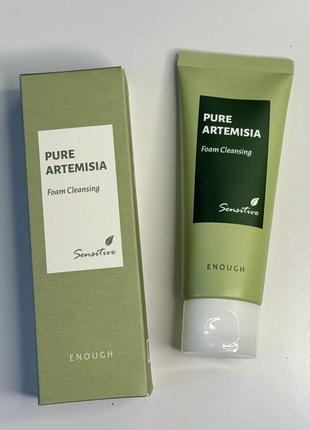 PURE
ARTEMISIA
Foam Cleansing
Sensitive
ENOUGH
PURE
ARTEMISIA
Foam Cleansing
Sensitive
ENOUGH